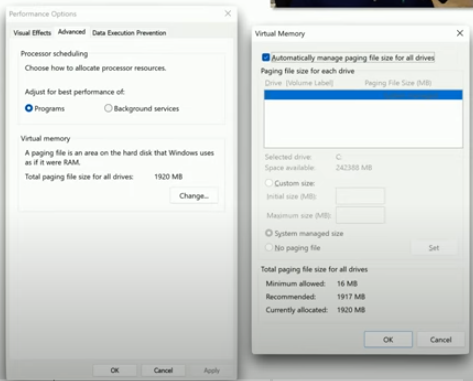 Performance Options
Visual Effects Advanced Data Execution Prevention
Processor scheduling
Choose how to allocate processor resources.
Adjust for best performance of:
Programs Background services
Virtual memory
A paging file is an area on the hard disk that Windows uses
as if it were RAM.
Total paging file size for all drives: 1920 MB
Change...
OK Cancel Apply
Virtual Memory
Automatically manage paging file size for all drives
Paging file size for each drive
Drive (Volume Label) Paging File Size (MB)
Selected drive: C:
Space available: 242388 MB
Custom size:
Initial size (MB):
Maximum size (MB):
System managed size
No paging file Set
Total paging file size for all drives
Minimum allowed: 16 MB
Recommended: 1917 MB
Currently allocated: 1920 MB
OK Cancel